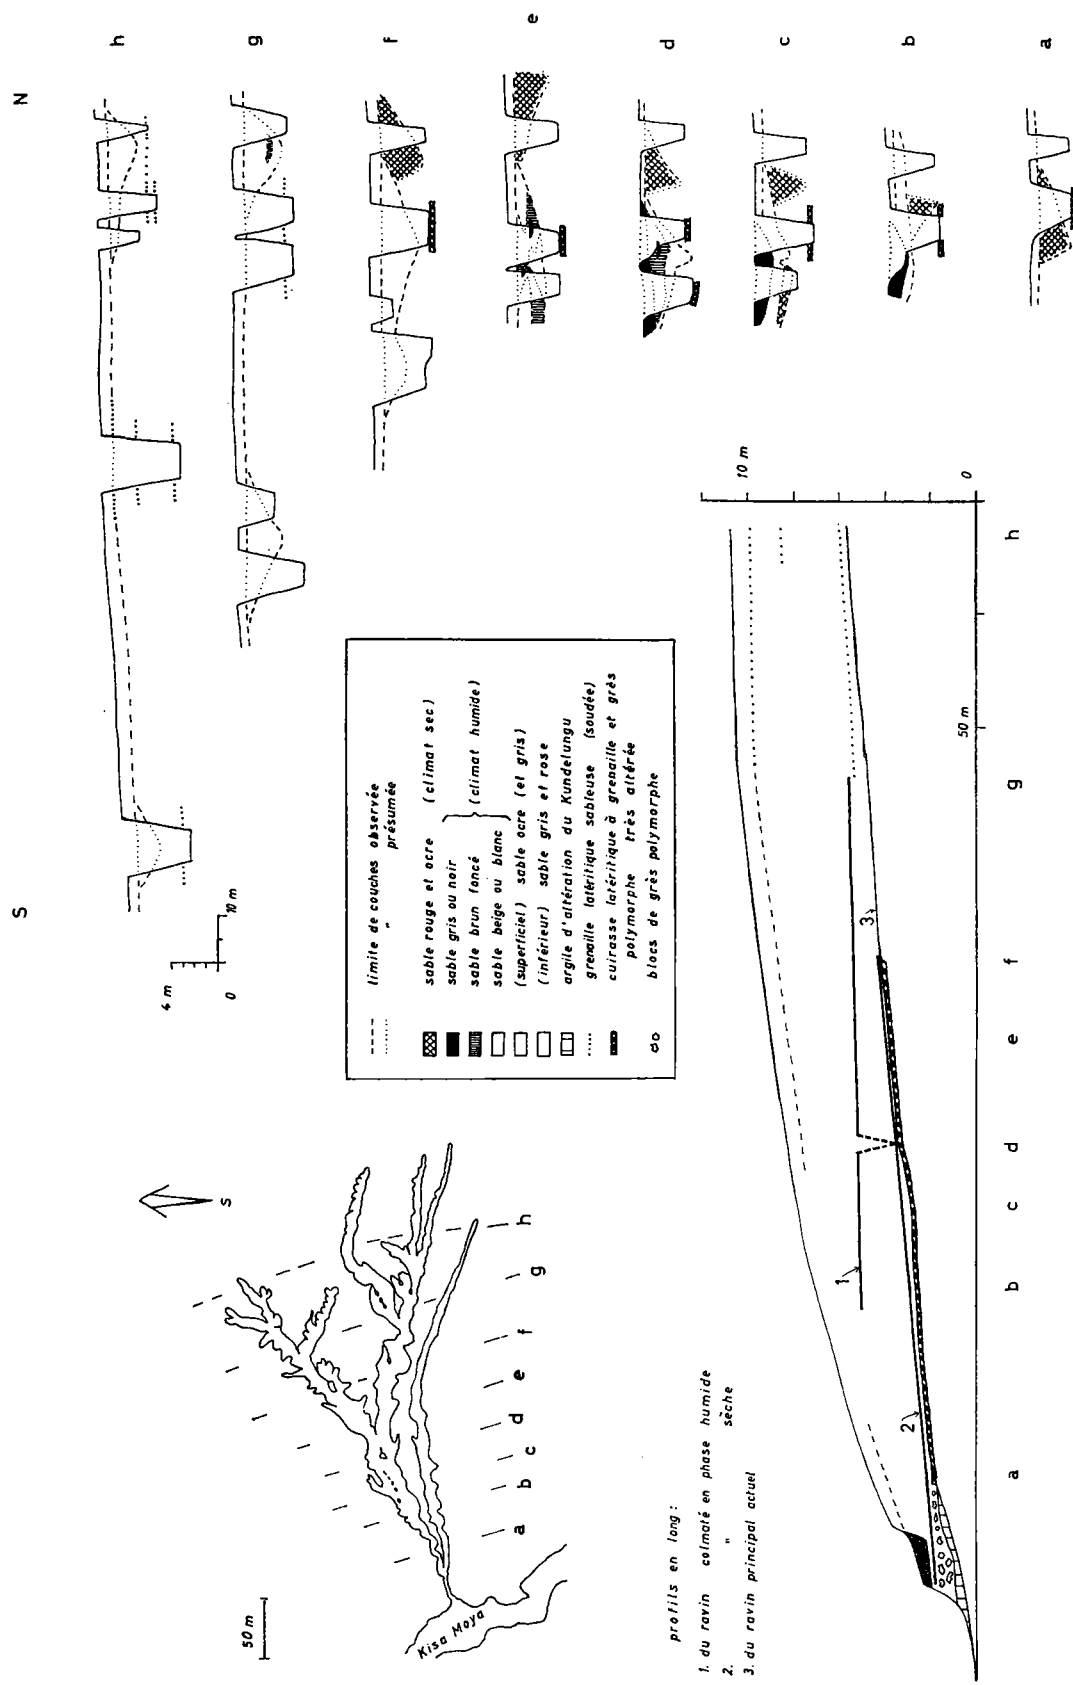 S
N
h
g
f
e
d
c
b
a
4 m
0
10 m
limite de couches observée
" présumée
sable rouge et ocre (climat sec)
sable gris ou noir
sable brun foncé
(climat humide)
sable beige ou blanc
(superficiel) sable ocre (et gris)
(inférieur) sable gris et rose
argile d'altération du Kundelungu
grenaille latéritique sableuse (soudée)
cuirasse latéritique à grenaille et grès
polymorphe très altérée
blocs de grès polymorphe
50 m
S
Kisa Moya
a
b
c
d
e
f
g
h
profils en long :
1. du ravin colmaté en phase humide
2. " sèche
3. du ravin principal actuel
10 m
0
50 m
1
2
3
a
b
c
d
e
f
g
h